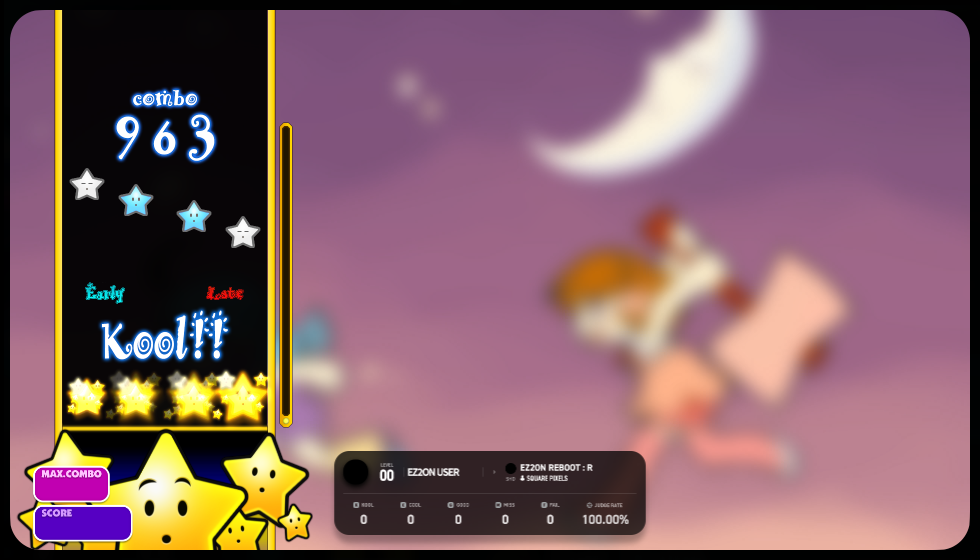 combo
963
Early Late
Kool!!
MAX.COMBO
SCORE
LEVEL
00 EZ2ON USER
EZ2ON REBOOT : R
SQUARE PIXELS
KOOL COOL GOOD MISS FAIL JUDGE RATE
0 0 0 0 0 100.00%